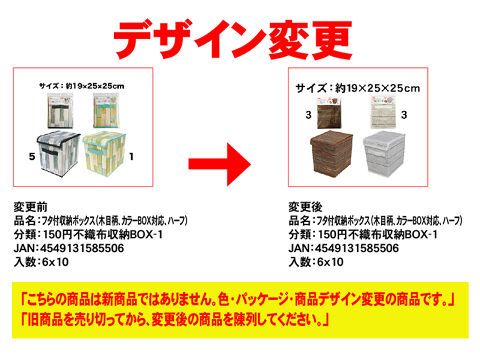 デザイン変更
サイズ：約19×25×25cm
5
1
サイズ：約19×25×25cm
3
3
変更前
品名：フタ付収納ボックス(木目柄、カラーBOX対応、ハーフ)
分類：150円不織布収納BOX-1
JAN：4549131585506
入数：6x10
変更後
品名：フタ付収納ボックス(木目柄、カラーBOX対応、ハーフ)
分類：150円不織布収納BOX-1
JAN：4549131585506
入数：6x10
「こちらの商品は新商品ではありません。色・パッケージ・商品デザイン変更の商品です。」
「旧商品を売り切ってから、変更後の商品を陳列してください。」